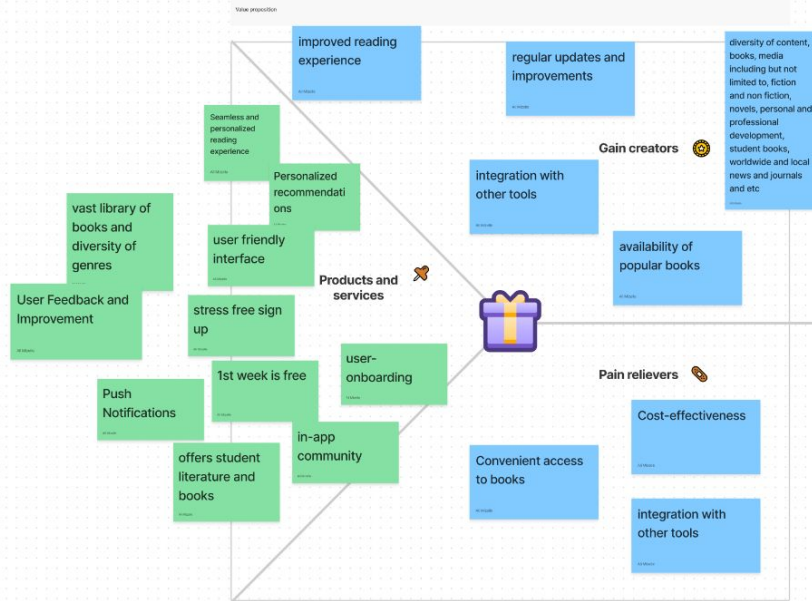 Value proposition
improved reading
experience
regular updates and
improvements
diversity of content,
books, media
including but not
limited to, fiction
and non fiction,
novels, personal and
professional
development,
student books,
worldwide and local
news and journals
and etc
Gain creators
integration with
other tools
availability of
popular books
Seamless and
personalized
reading
experience
Personalized
recommendati
ons
vast library of
books and
diversity of
genres
user friendly
interface
Products and
services
User Feedback and
Improvement
stress free sign
up
user-
onboarding
1st week is free
Push
Notifications
in-app
community
offers student
literature and
books
Pain relievers
Cost-effectiveness
Convenient access
to books
integration with
other tools